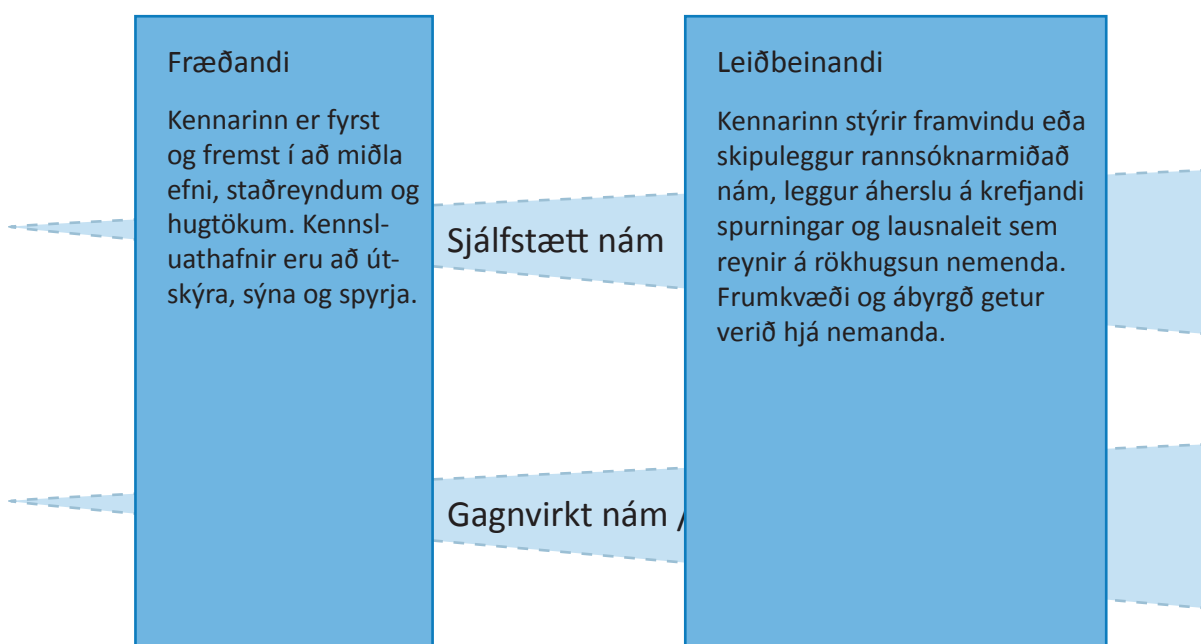 Fræðandi
Kennarinn er fyrst
og fremst í að miðla
efni, staðreyndum og
hugtökum. Kennsl-
uathafnir eru að út-
skýra, sýna og spyrja.
Sjálfstætt nám
Gagnvirkt nám /
Leiðbeinandi
Kennarinn stýrir framvindu eða
skipuleggur rannsóknarmiðað
nám, leggur áherslu á krefjandi
spurningar og lausnaleit sem
reynir á rökhugsun nemenda.
Frumkvæði og ábyrgð getur
verið hjá nemanda.